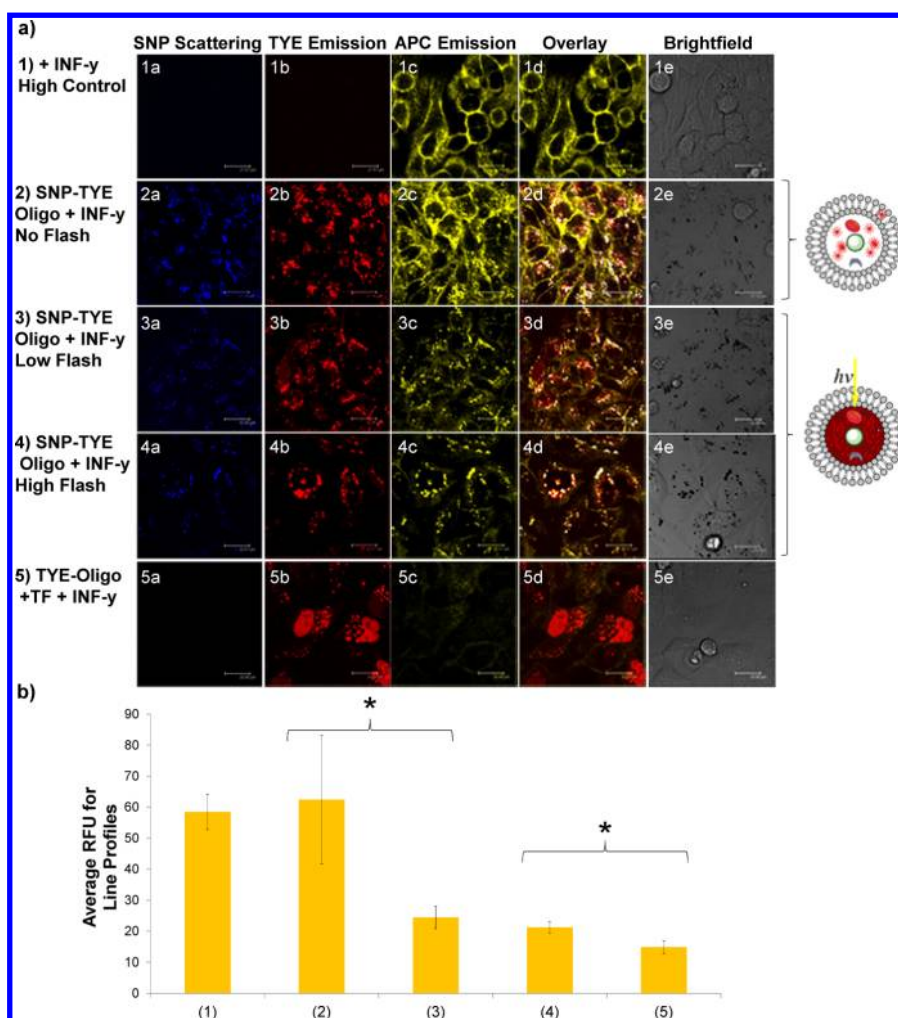 a)
SNP Scattering TYE Emission APC Emission Overlay Brightfield
1) + INF-y
High Control
1a 1b 1c 1d 1e
2) SNP-TYE
Oligo + INF-y
No Flash
2a 2b 2c 2d 2e
3) SNP-TYE
Oligo + INF-y
Low Flash
3a 3b 3c 3d 3e
hv
4) SNP-TYE
Oligo + INF-y
High Flash
4a 4b 4c 4d 4e
5) TYE-Oligo
+TF + INF-y
5a 5b 5c 5d 5e
b)
* *
Average RFU for
Line Profiles
90
80
70
60
50
40
30
20
10
0
(1) (2) (3) (4) (5)